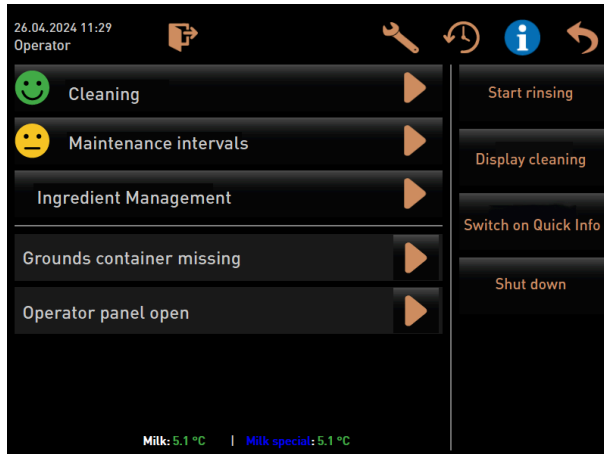 26.04.2024 11:29
Operator
Cleaning
Maintenance intervals
Ingredient Management
Grounds container missing
Operator panel open
Start rinsing
Display cleaning
Switch on Quick Info
Shut down
Milk: 5.1 °C | Milk special: 5.1 °C